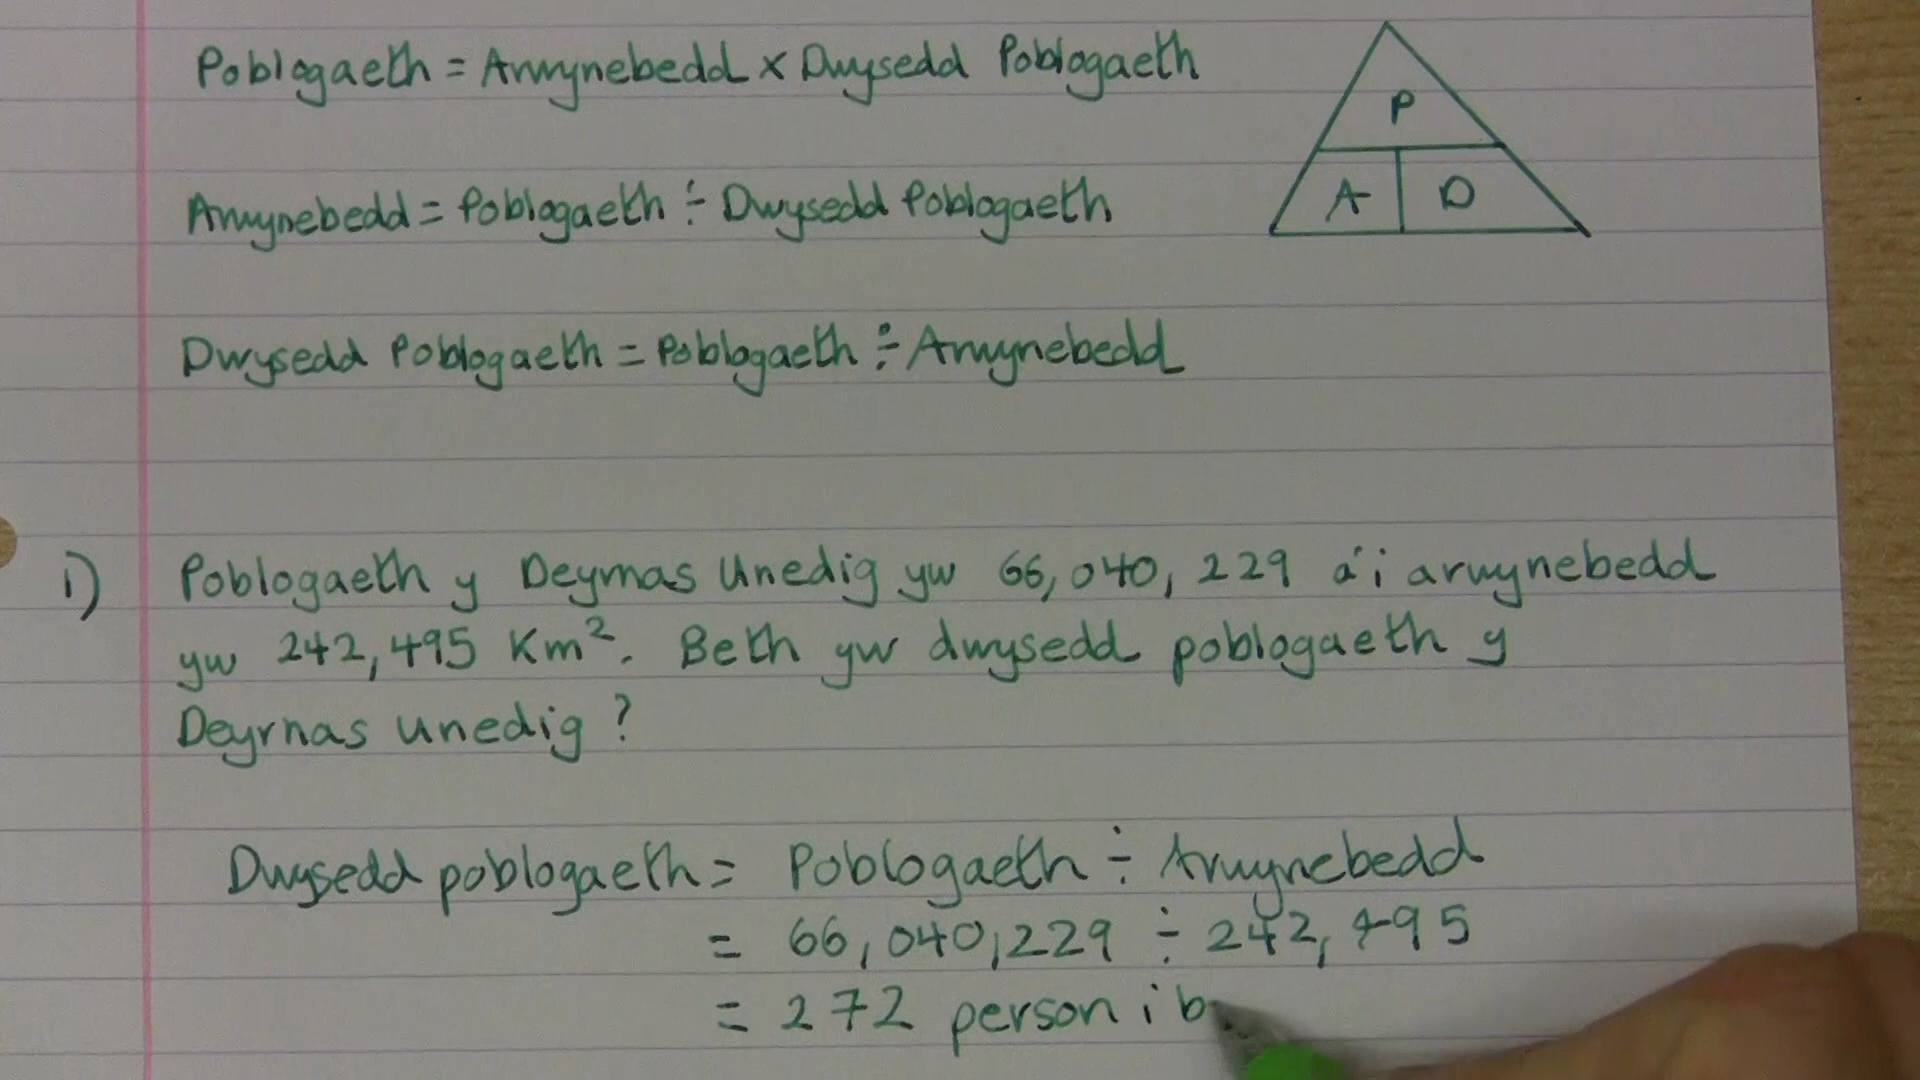 Poblogaeth = Arwynebedd × Dwysedd Poblogaeth
P
A D
Arwynebedd = Poblogaeth ÷ Dwysedd Poblogaeth
Dwysedd Poblogaeth = Poblogaeth ÷ Arwynebedd
1) Poblogaeth y Deyrnas Unedig yw 66,040,229 a'i arwynebedd
yw 242,495 Km². Beth yw dwysedd poblogaeth y
Deyrnas Unedig?
Dwysedd poblogaeth = Poblogaeth ÷ Arwynebedd
= 66,040,229 ÷ 242,495
= 272 person i b